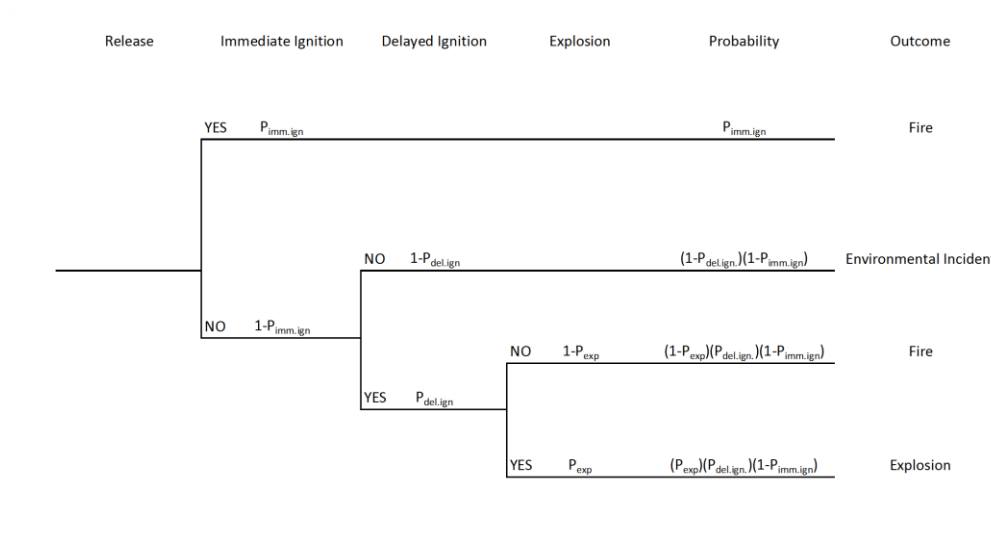 Release Immediate Ignition Delayed Ignition Explosion Probability Outcome
YES P_imm.ign P_imm.ign Fire
NO 1-P_del.ign (1-P_del.ign.)(1-P_imm.ign) Environmental Inciden
NO 1-P_imm.ign
NO 1-P_exp (1-P_exp)(P_del.ign.)(1-P_imm.ign) Fire
YES P_del.ign
YES P_exp (P_exp)(P_del.ign.)(1-P_imm.ign) Explosion